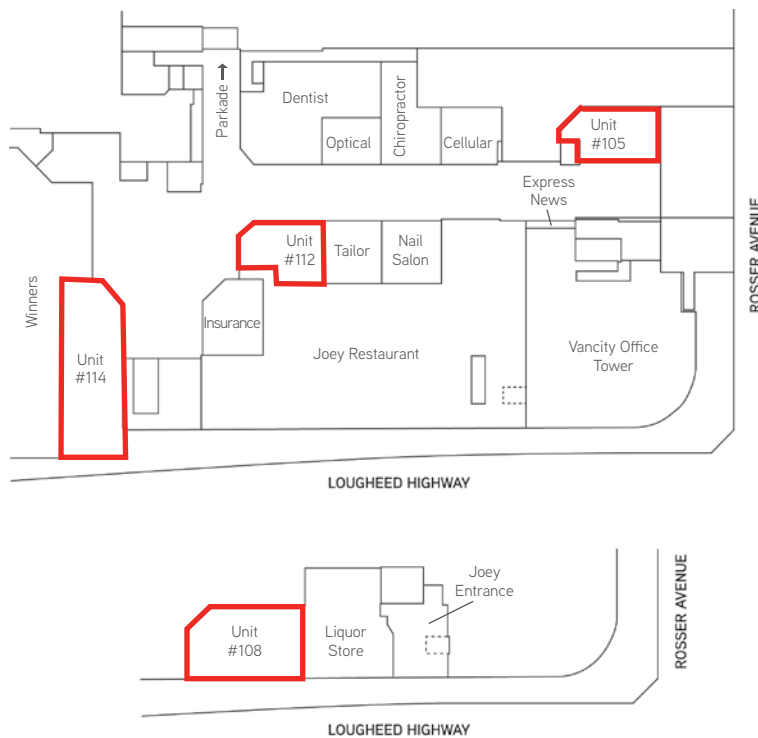 Parkade
Dentist
Optical
Chiropractor
Cellular
Unit
#105
Express
News
ROSSER AVENUE
Winners
Unit
#112
Tailor
Nail
Salon
Insurance
Unit
#114
Joey Restaurant
Vancity Office
Tower
LOUGHEED HIGHWAY
Unit
#108
Liquor
Store
Joey
Entrance
ROSSER AVENUE
LOUGHEED HIGHWAY